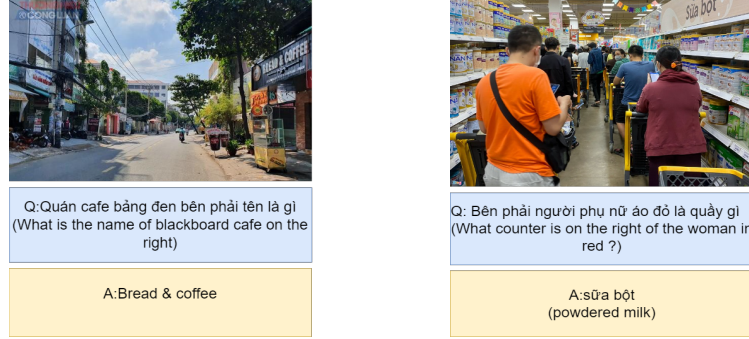 ©CONGLUAN
BREAD & COFFEE
Q:Quán cafe bảng đen bên phải tên là gì
(What is the name of blackboard cafe on the
right)
A:Bread & coffee
Sữa bột
NAN
Q: Bên phải người phụ nữ áo đỏ là quầy gì
(What counter is on the right of the woman in
red ?)
A:sữa bột
(powdered milk)